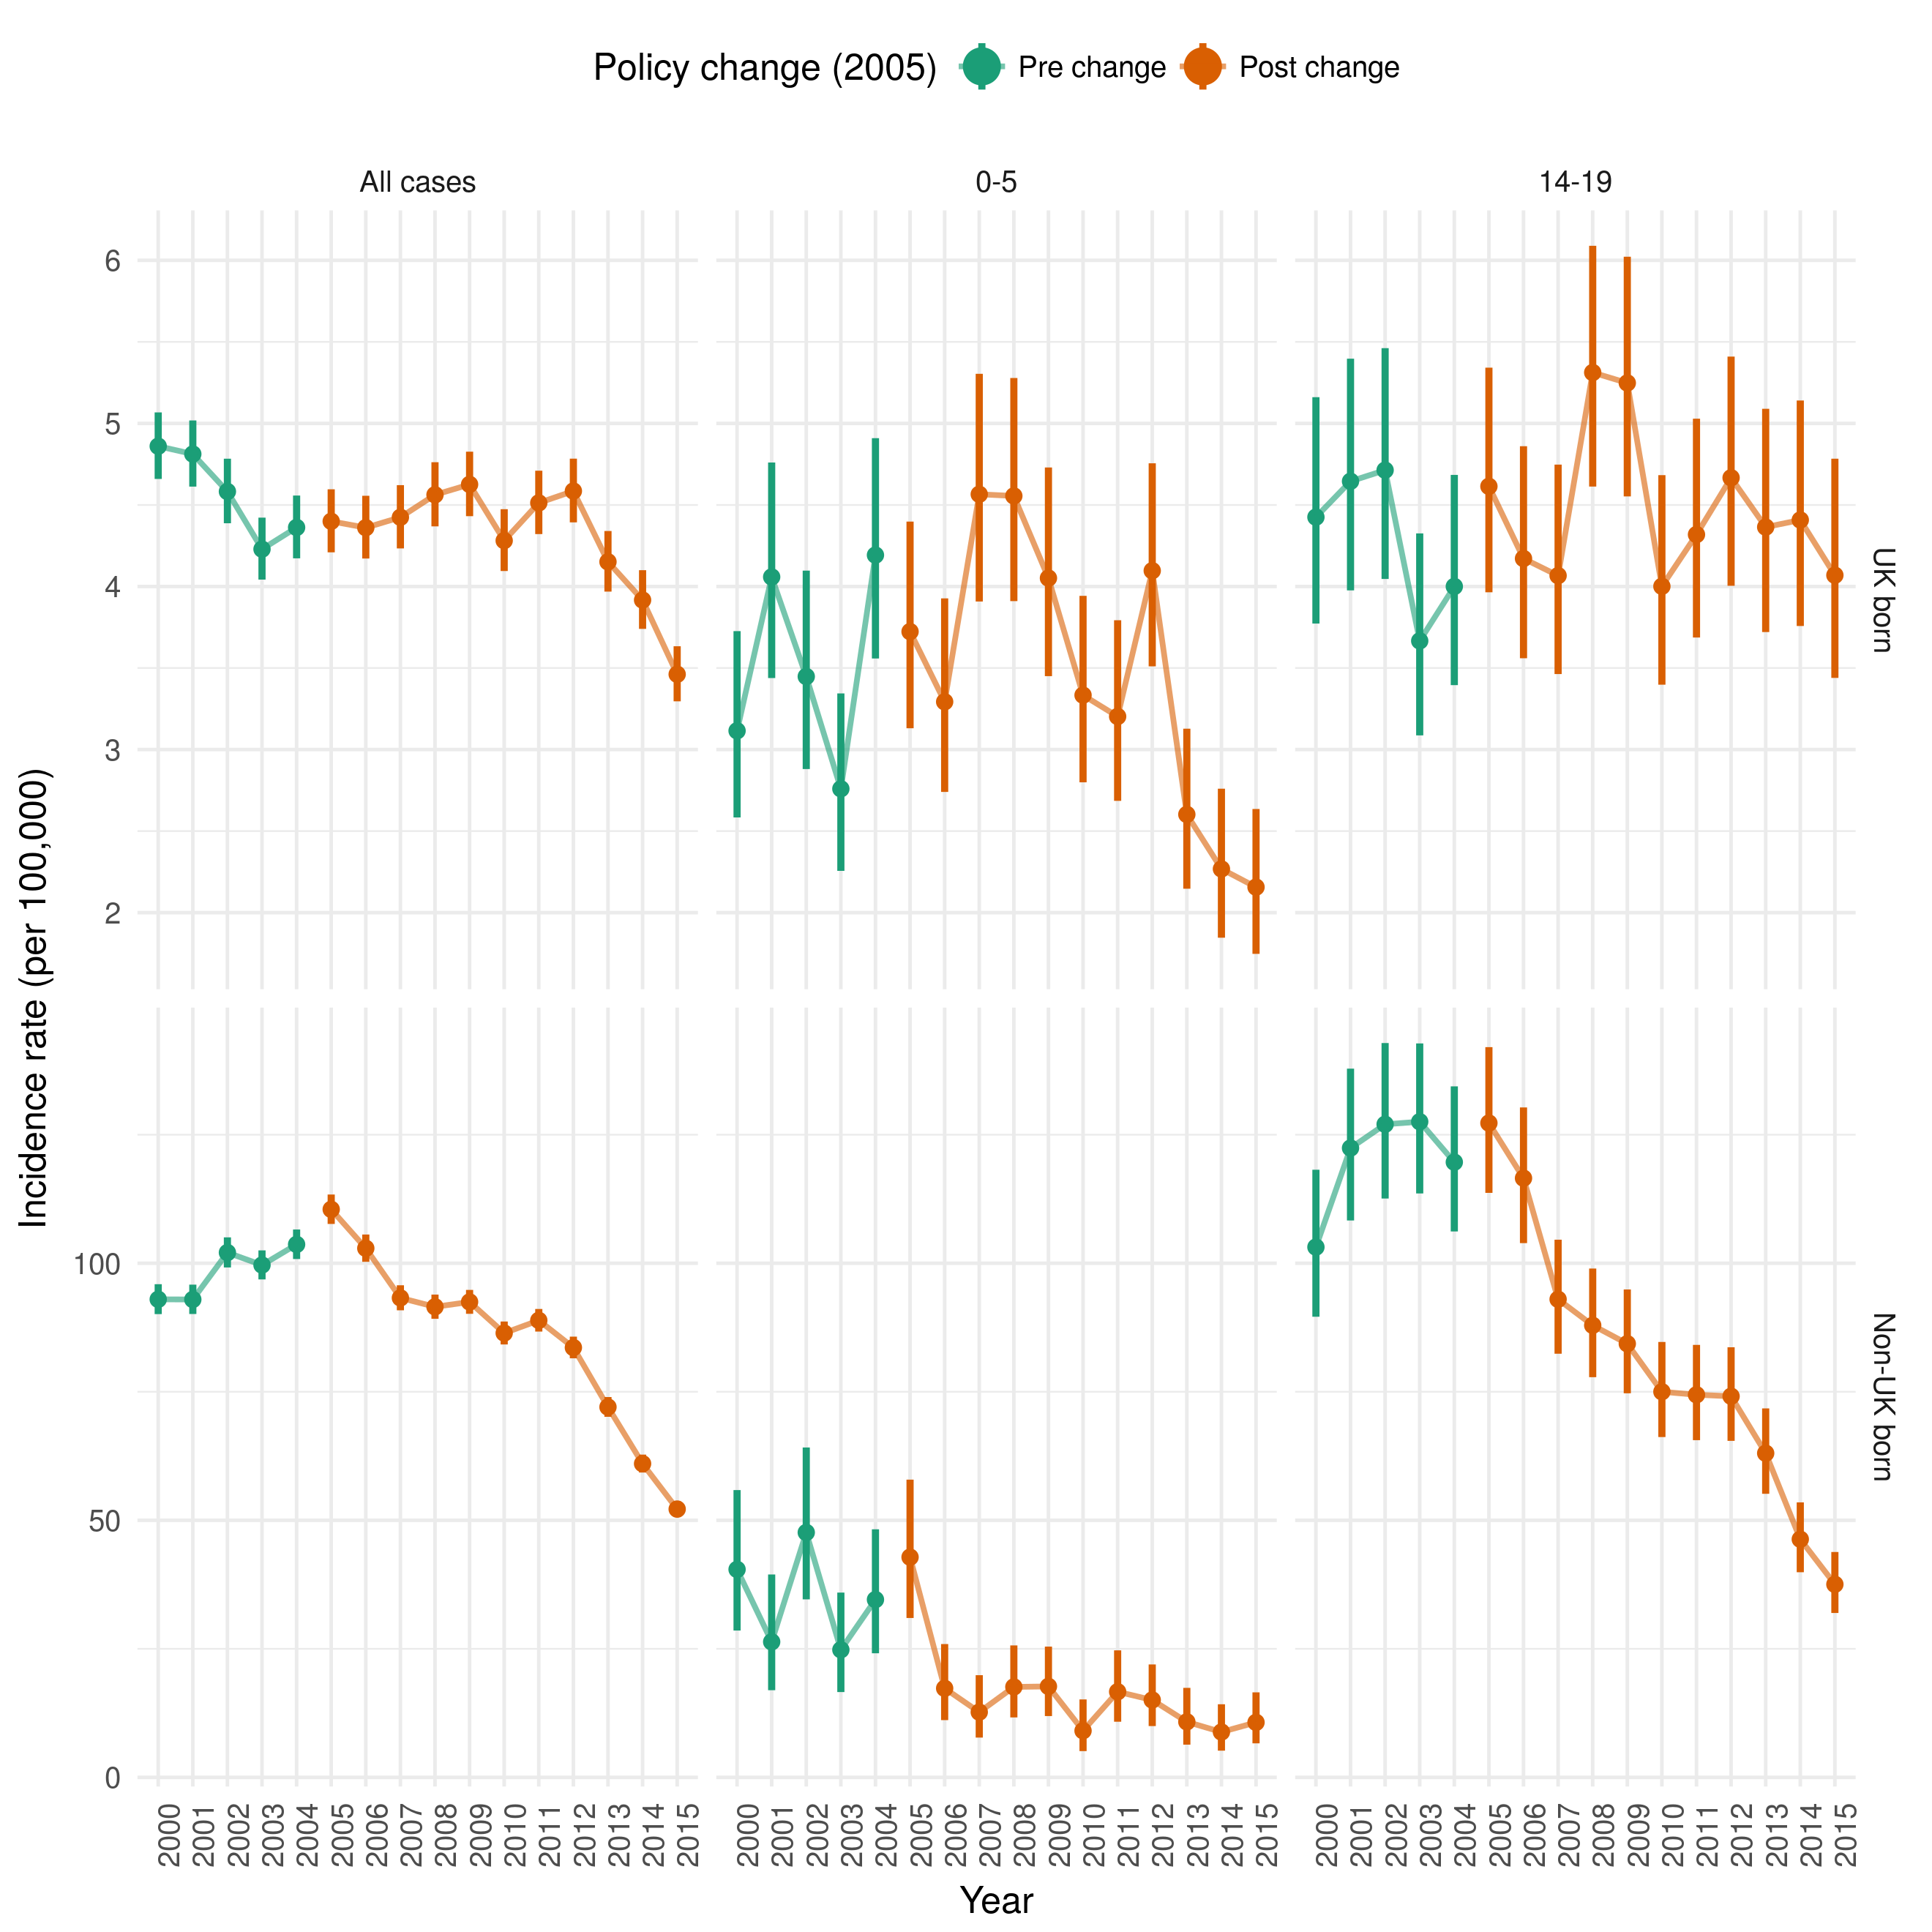 Policy change (2005) Pre change Post change
All cases 0-5 14-19
6
5
4
3
2
UK born
Incidence rate (per 100,000)
100
50
0
Non-UK born
2000 2001 2002 2003 2004 2005 2006 2007 2008 2009 2010 2011 2012 2013 2014 2015
2000 2001 2002 2003 2004 2005 2006 2007 2008 2009 2010 2011 2012 2013 2014 2015
2000 2001 2002 2003 2004 2005 2006 2007 2008 2009 2010 2011 2012 2013 2014 2015
Year